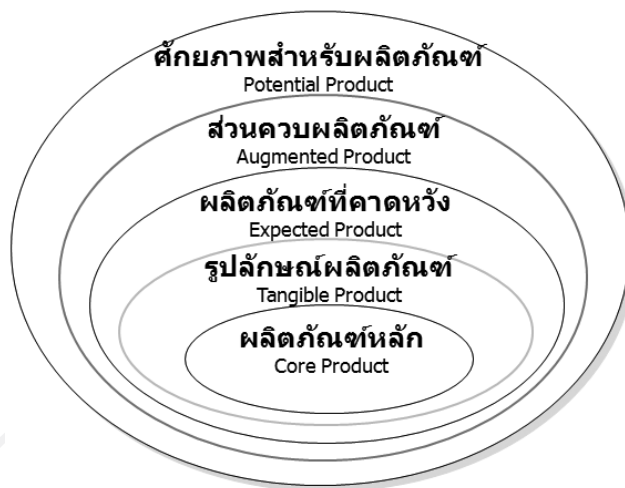 ศักยภาพสำหรับผลิตภัณฑ์
Potential Product
ส่วนควบผลิตภัณฑ์
Augmented Product
ผลิตภัณฑ์ที่คาดหวัง
Expected Product
รูปลักษณ์ผลิตภัณฑ์
Tangible Product
ผลิตภัณฑ์หลัก
Core Product